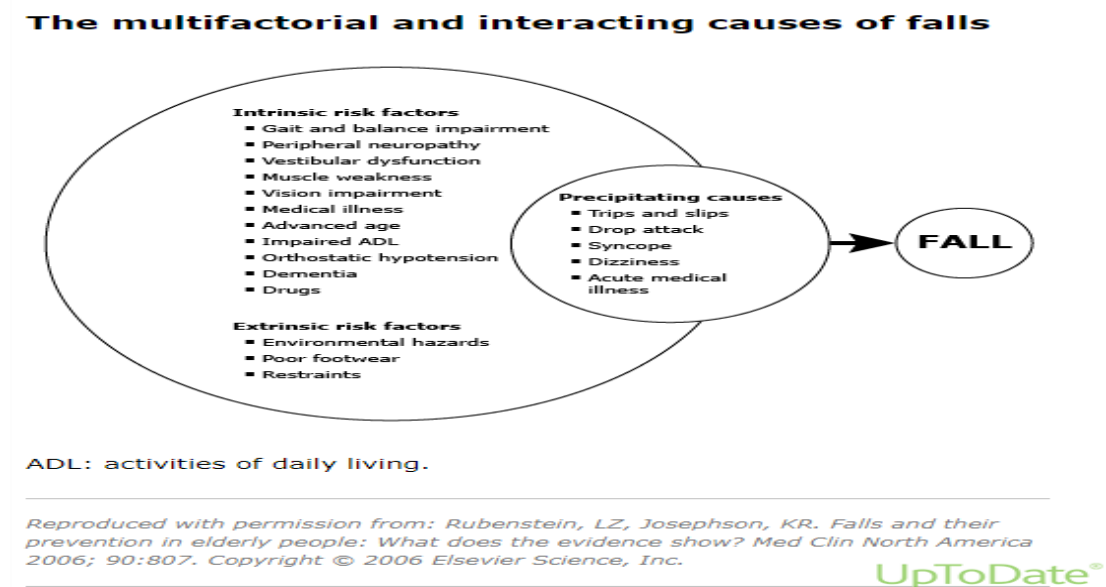 The multifactorial and interacting causes of falls
Intrinsic risk factors
▪ Gait and balance impairment
▪ Peripheral neuropathy
▪ Vestibular dysfunction
▪ Muscle weakness
▪ Vision impairment
▪ Medical illness
▪ Advanced age
▪ Impaired ADL
▪ Orthostatic hypotension
▪ Dementia
▪ Drugs
Extrinsic risk factors
▪ Environmental hazards
▪ Poor footwear
▪ Restraints
Precipitating causes
▪ Trips and slips
▪ Drop attack
▪ Syncope
▪ Dizziness
▪ Acute medical
illness
FALL
ADL: activities of daily living.
Reproduced with permission from: Rubenstein, LZ, Josephson, KR. Falls and their
prevention in elderly people: What does the evidence show? Med Clin North America
2006; 90:807. Copyright © 2006 Elsevier Science, Inc.
UpToDate®